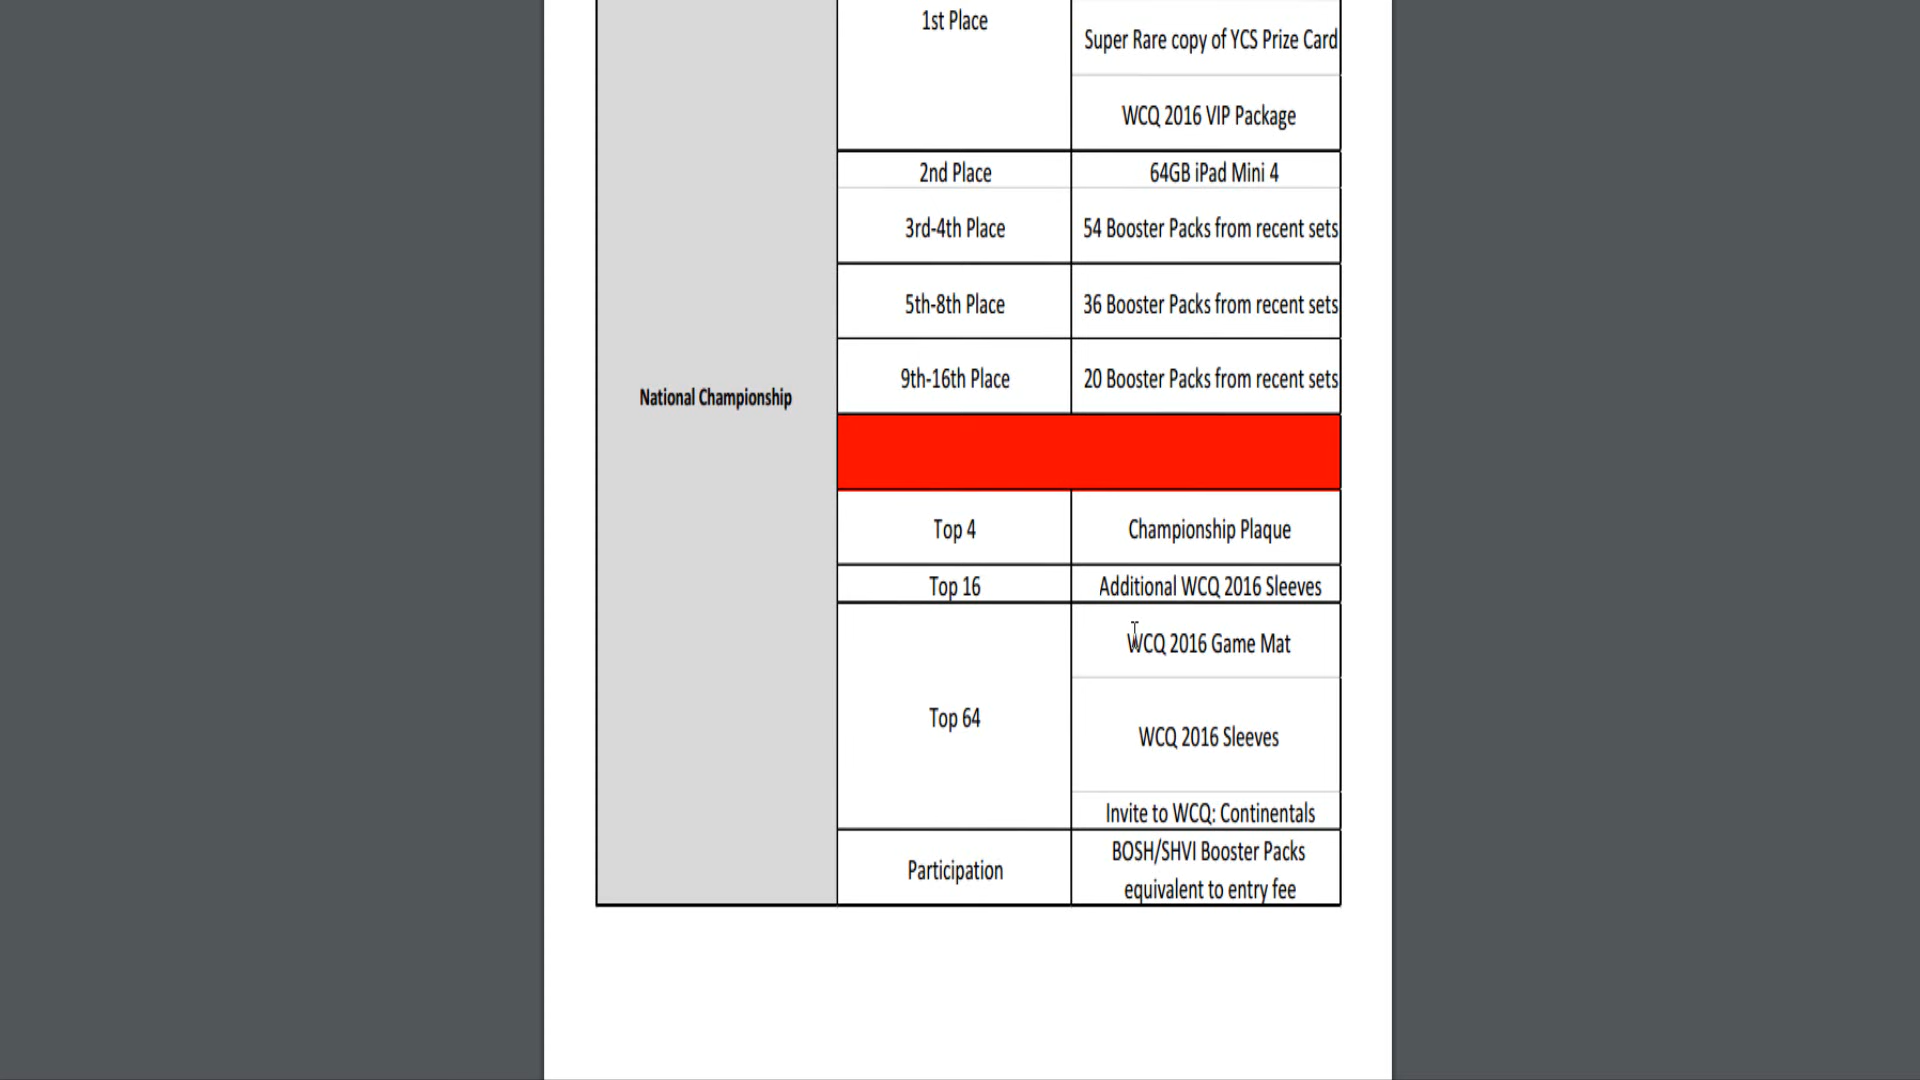 1st Place
Super Rare copy of YCS Prize Card
WCQ 2016 VIP Package
2nd Place
64GB iPad Mini 4
3rd-4th Place
54 Booster Packs from recent sets
5th-8th Place
36 Booster Packs from recent sets
9th-16th Place
20 Booster Packs from recent sets
National Championship
Top 4
Championship Plaque
Top 16
Additional WCQ 2016 Sleeves
Top 64
WCQ 2016 Game Mat
WCQ 2016 Sleeves
Invite to WCQ: Continentals
Participation
BOSH/SHVI Booster Packs
equivalent to entry fee